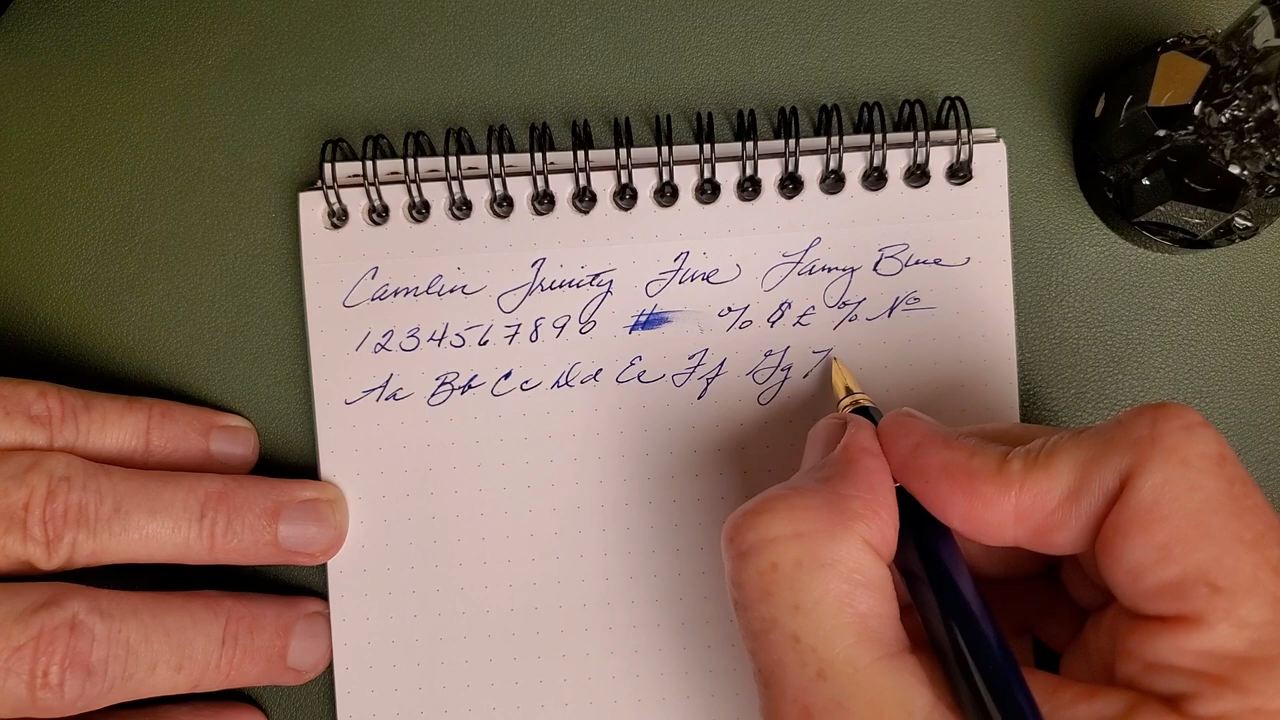 Camlin Trinity Fine Lamy Blue
1234567890 # % $ £ % №
Aa Bb Cc Dd Ee Ff Gg